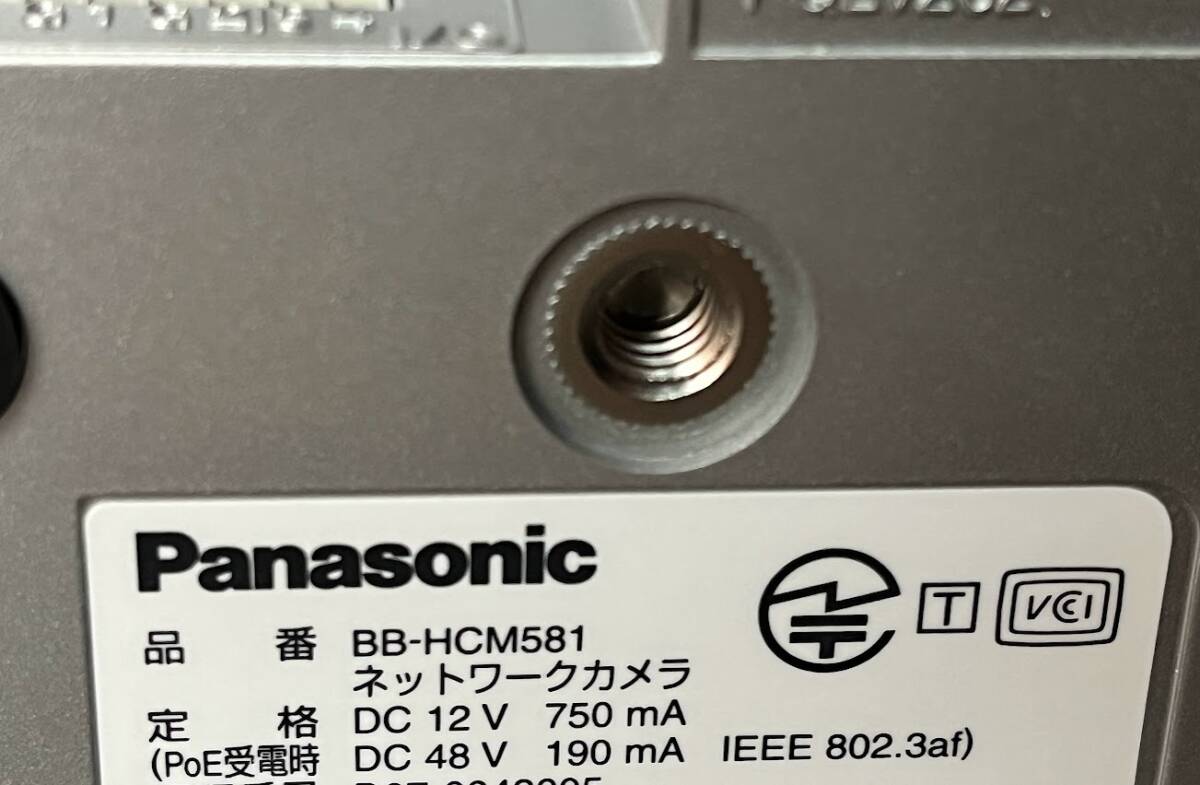 Panasonic
T
VCI
品番 BB-HCM581
ネットワークカメラ
定格 DC 12 V 750 mA
(PoE受電時 DC 48 V 190 mA IEEE 802.3af)